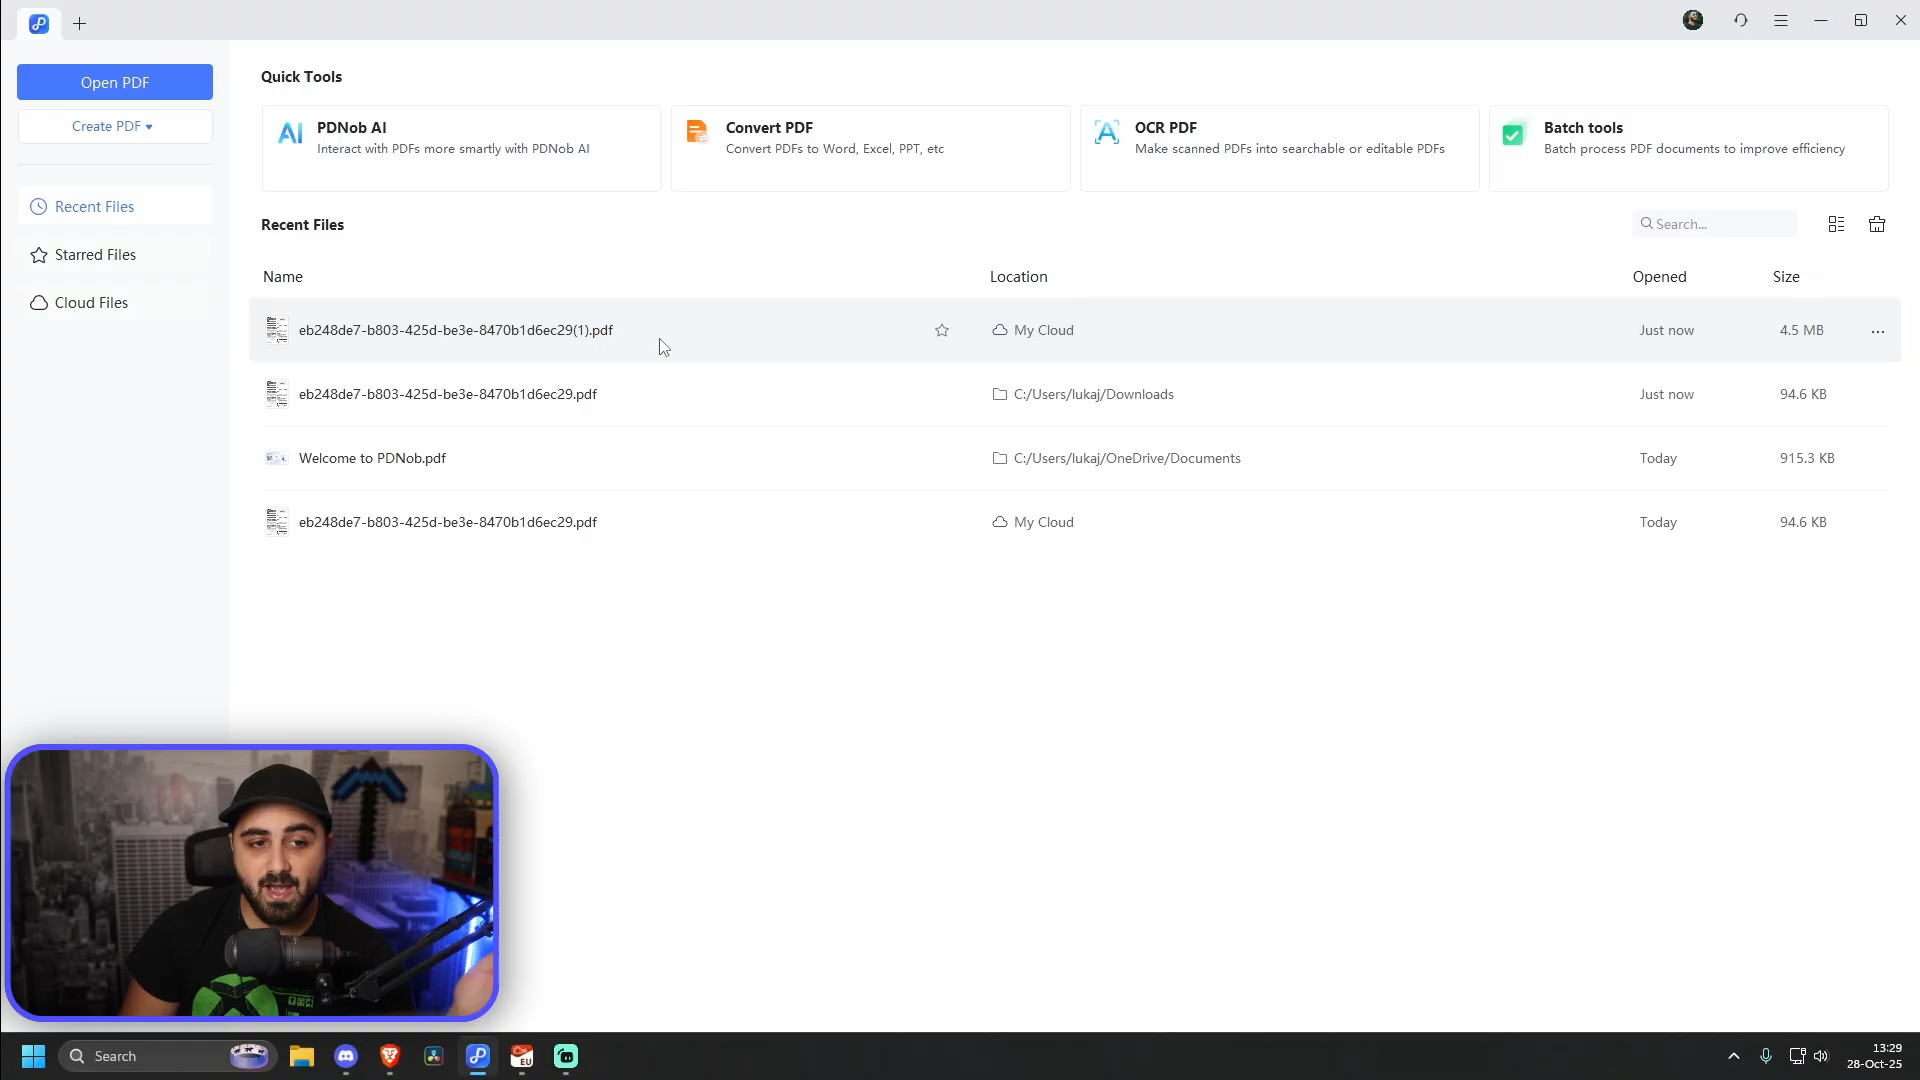 Open PDF
Create PDF ▾
Recent Files
Starred Files
Cloud Files
Quick Tools
AI
PDNob AI
Interact with PDFs more smartly with PDNob AI
Convert PDF
Convert PDFs to Word, Excel, PPT, etc
A
OCR PDF
Make scanned PDFs into searchable or editable PDFs
Batch tools
Batch process PDF documents to improve efficiency
Recent Files
Search...
Name Location Opened Size
eb248de7-b803-425d-be3e-8470b1d6ec29(1).pdf My Cloud Just now 4.5 MB ...
eb248de7-b803-425d-be3e-8470b1d6ec29.pdf C:/Users/lukaj/Downloads Just now 94.6 KB
Welcome to PDNob.pdf C:/Users/lukaj/OneDrive/Documents Today 915.3 KB
eb248de7-b803-425d-be3e-8470b1d6ec29.pdf My Cloud Today 94.6 KB
Search
EU
13:29
28-Oct-25